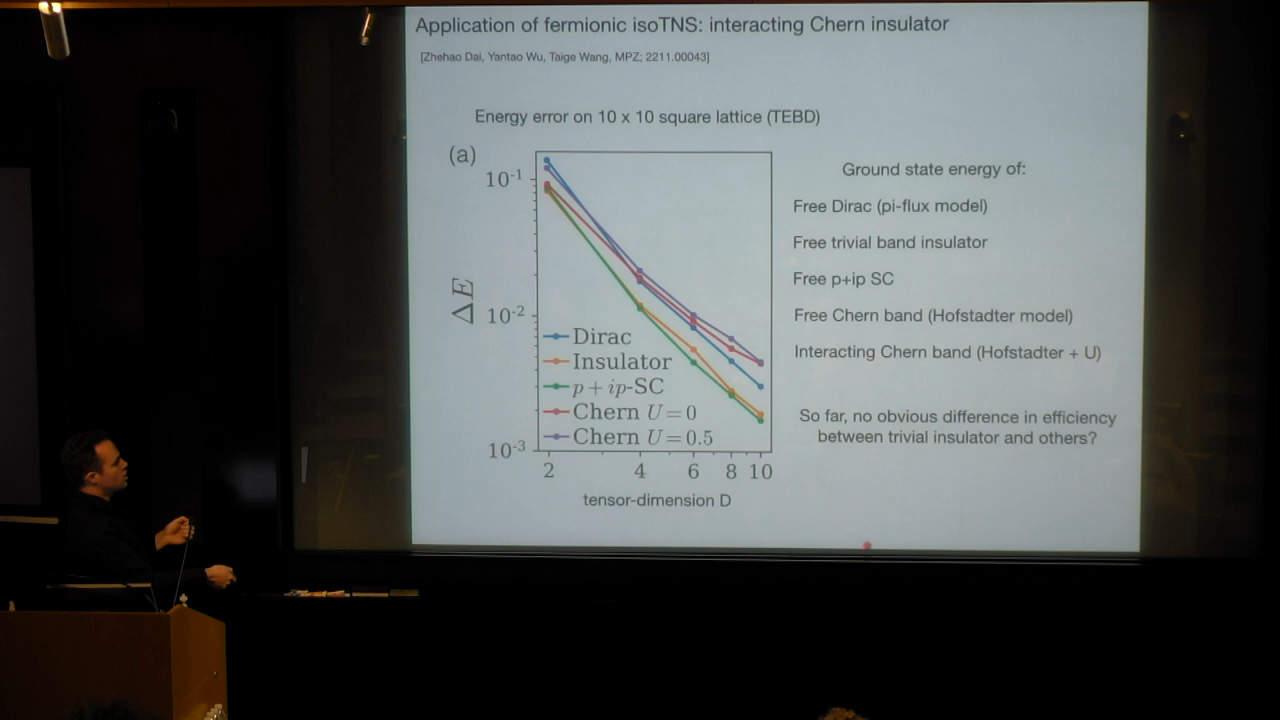 Application of fermionic isoTNS: interacting Chern insulator
[Zhehao Dai, Yantao Wu, Taige Wang, MPZ; 2211.00043]
Energy error on 10 x 10 square lattice (TEBD)
(a)
10⁻¹
10⁻²
10⁻³
ΔE
Dirac
Insulator
p + ip-SC
Chern U = 0
Chern U = 0.5
2 4 6 8 10
tensor-dimension D
Ground state energy of:
Free Dirac (pi-flux model)
Free trivial band insulator
Free p+ip SC
Free Chern band (Hofstadter model)
Interacting Chern band (Hofstadter + U)
So far, no obvious difference in efficiency
between trivial insulator and others?